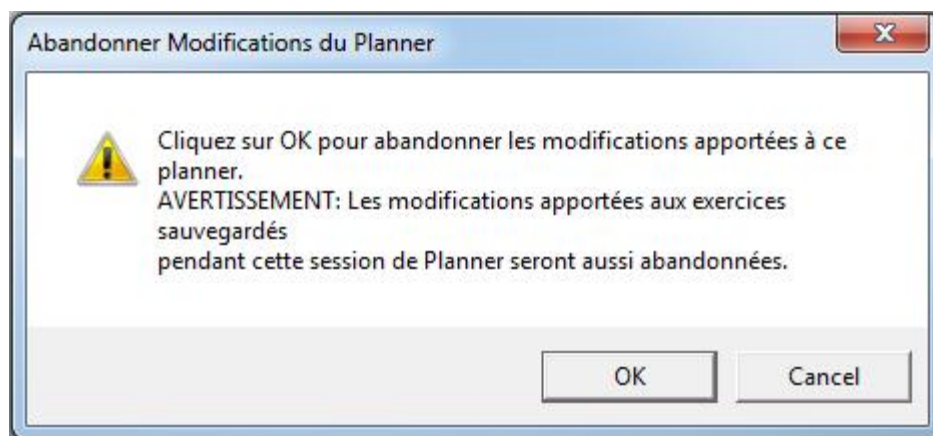 Abandonner Modifications du Planner
Cliquez sur OK pour abandonner les modifications apportées à ce
planner.
AVERTISSEMENT: Les modifications apportées aux exercices
sauvegardés
pendant cette session de Planner seront aussi abandonnées.
OK
Cancel